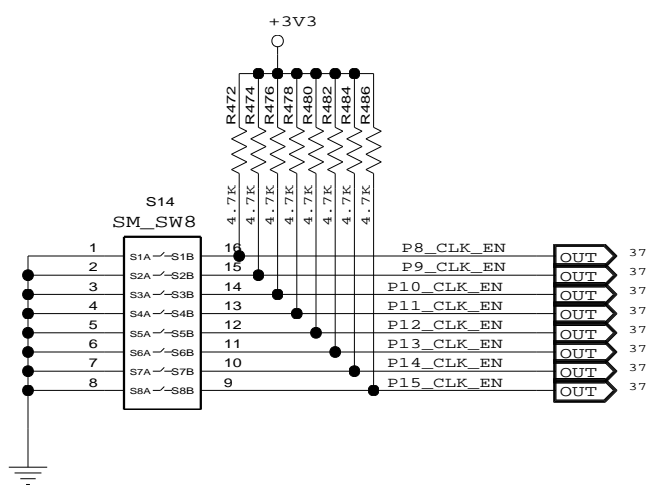 +3V3
R472
R474
R476
R478
R480
R482
R484
R486
4.7K
4.7K
4.7K
4.7K
4.7K
4.7K
4.7K
4.7K
S14
SM_SW8
1 S1A S1B 16 P8_CLK_EN OUT 37
2 S2A S2B 15 P9_CLK_EN OUT 37
3 S3A S3B 14 P10_CLK_EN OUT 37
4 S4A S4B 13 P11_CLK_EN OUT 37
5 S5A S5B 12 P12_CLK_EN OUT 37
6 S6A S6B 11 P13_CLK_EN OUT 37
7 S7A S7B 10 P14_CLK_EN OUT 37
8 S8A S8B 9 P15_CLK_EN OUT 37